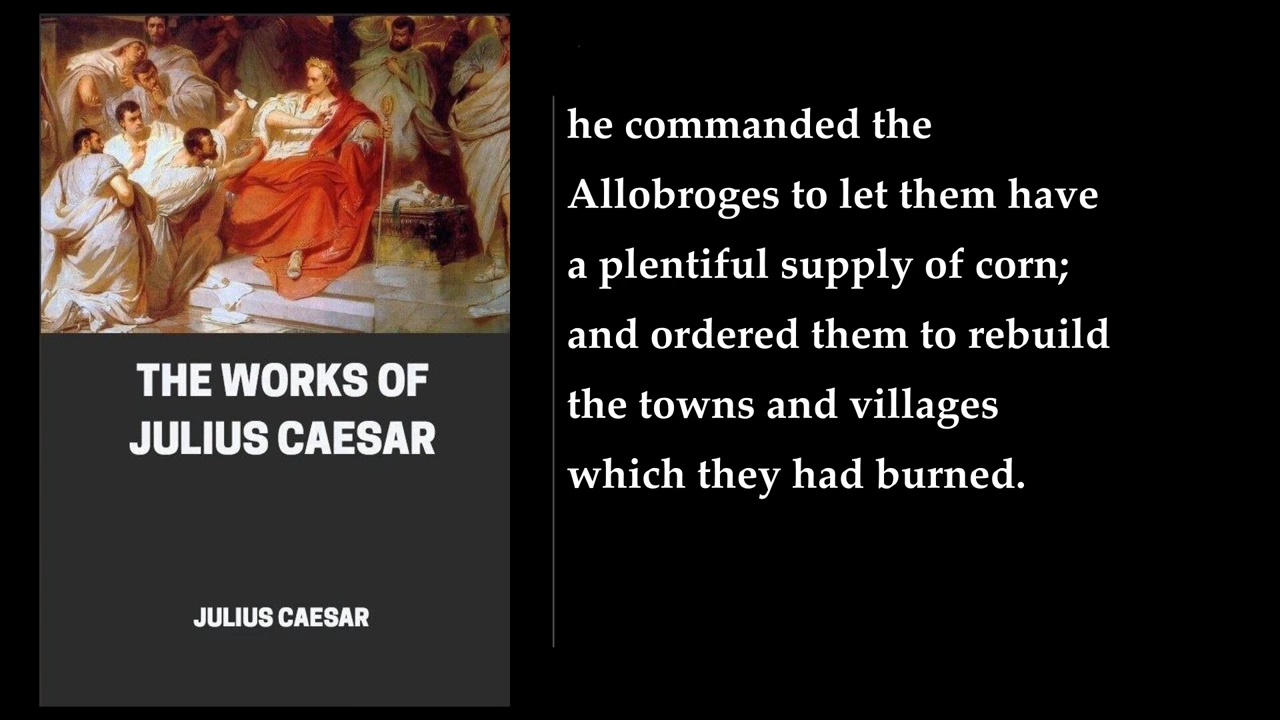 THE WORKS OF
JULIUS CAESAR
JULIUS CAESAR
he commanded the
Allobroges to let them have
a plentiful supply of corn;
and ordered them to rebuild
the towns and villages
which they had burned.